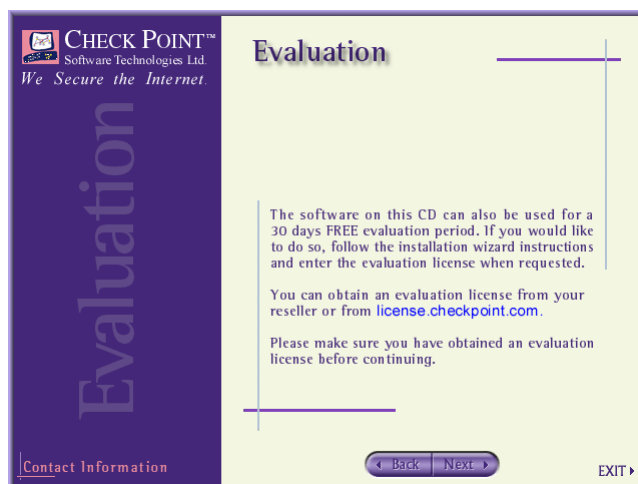 CHECK POINT™
Software Technologies Ltd.
We Secure the Internet.
Evaluation
Evaluation
The software on this CD can also be used for a
30 days FREE evaluation period. If you would like
to do so, follow the installation wizard instructions
and enter the evaluation license when requested.
You can obtain an evaluation license from your
reseller or from license.checkpoint.com.
Please make sure you have obtained an evaluation
license before continuing.
Contact Information
Back
Next
EXIT